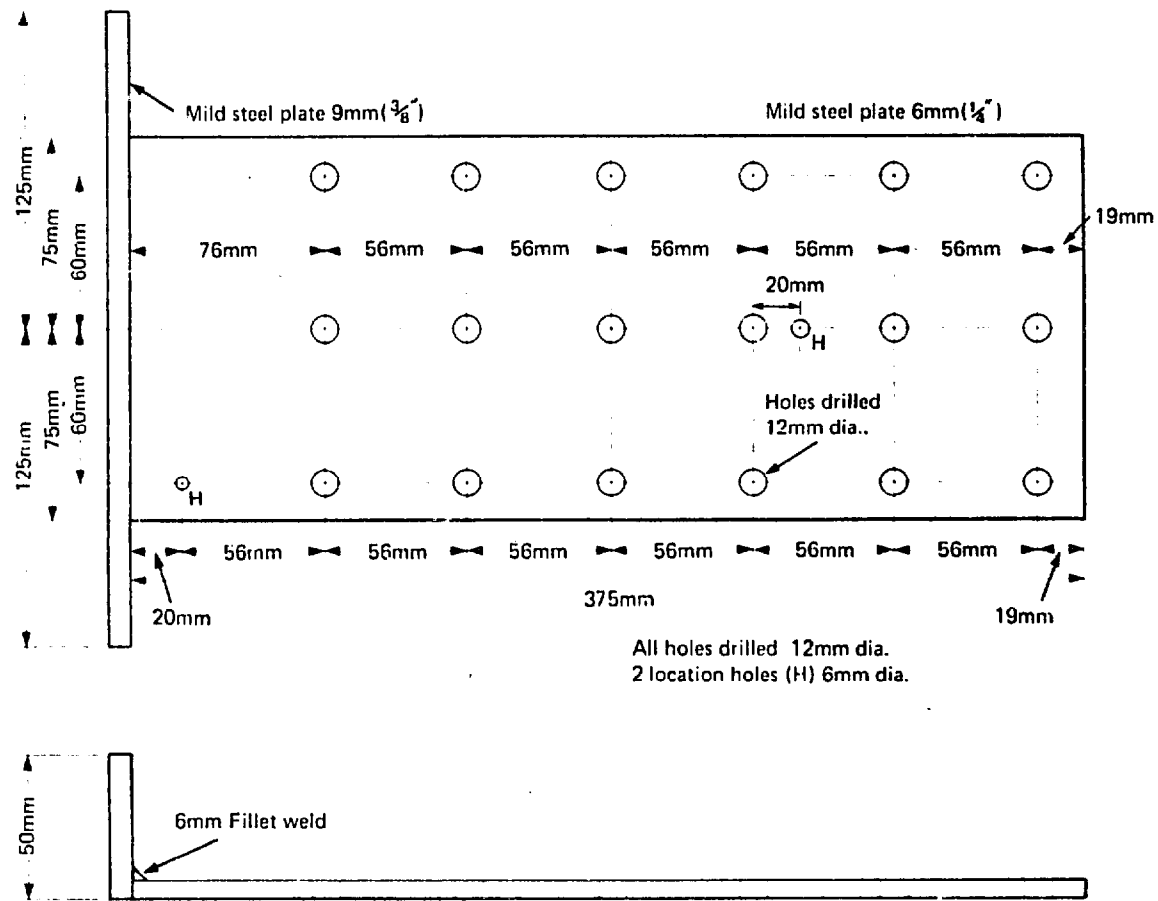 Mild steel plate 9mm(3/8")
Mild steel plate 6mm(1/4")
125mm
75mm
60mm
19mm
76mm
56mm
56mm
56mm
56mm
56mm
20mm
H
125mm
75mm
60mm
Holes drilled
12mm dia..
H
56mm
56mm
56mm
56mm
56mm
56mm
375mm
20mm
19mm
All holes drilled 12mm dia.
2 location holes (H) 6mm dia.
50mm
6mm Fillet weld